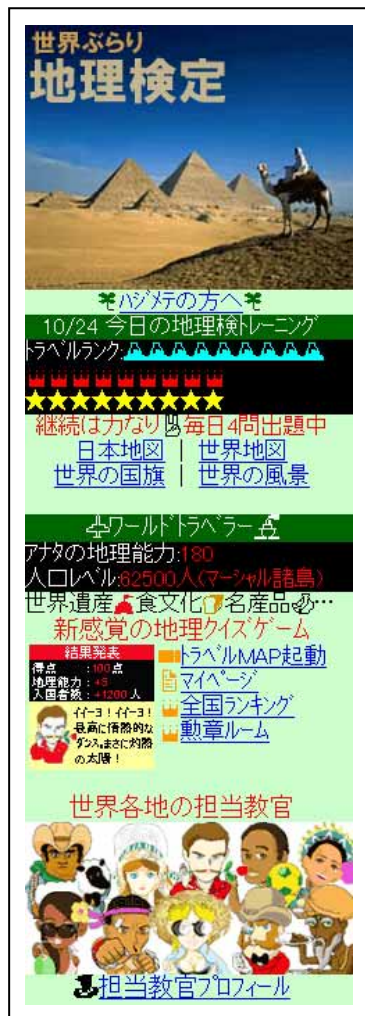 世界ぶらり
地理検定
ハジメテの方へ
10/24 今日の地理検トレーニング
トラベルランク:
継続は力なり 毎日4問出題中
日本地図 | 世界地図
世界の国旗 | 世界の風景
ワールドトラベラー
アナタの地理能力:180
人口レベル:62500人(マーシャル諸島)
世界遺産 食文化 名産品 …
新感覚の地理クイズゲーム
結果発表
得点 :100点
地理能力 :+8
入国者数 :+1200人
イイーヨ!イイーヨ!
最高に情熱的な
ダンス。まさに灼熱
の太陽!
トラベルMAP起動
マイページ
全国ランキング
勲章ルーム
世界各地の担当教官
担当教官プロフィール